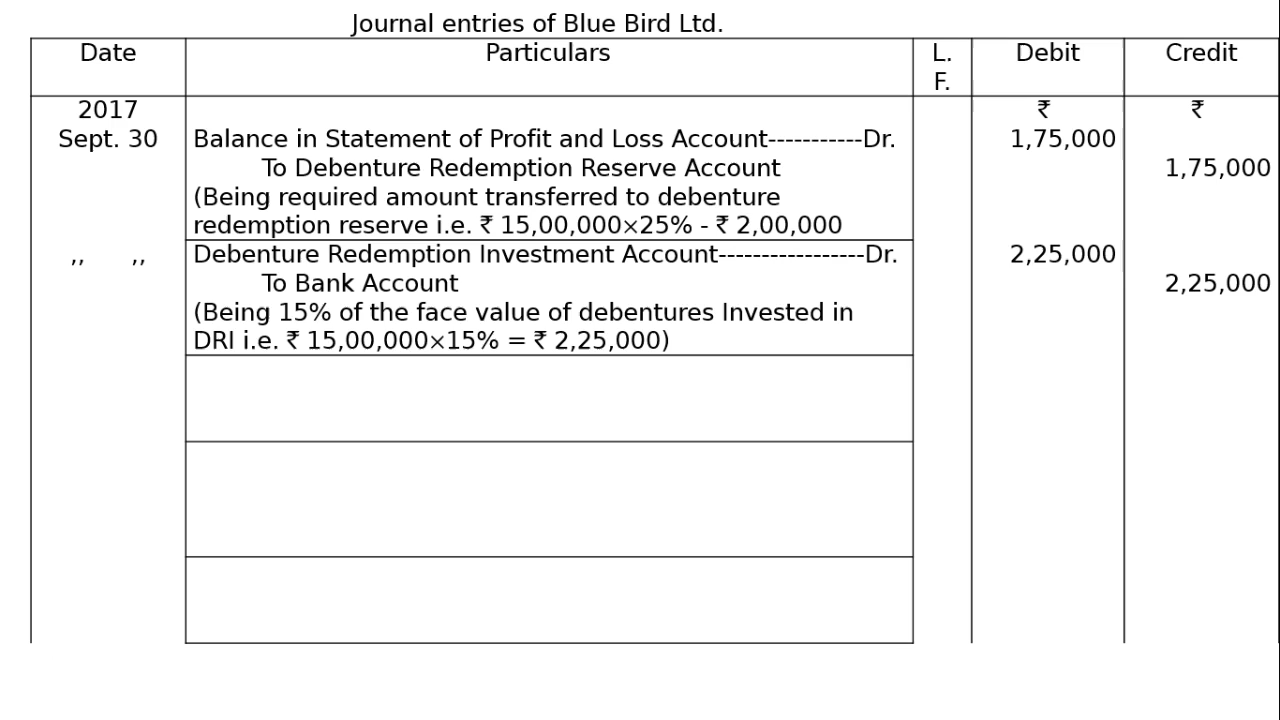 Journal entries of Blue Bird Ltd.
Date Particulars L. F. Debit Credit
2017 ₹ ₹
Sept. 30 Balance in Statement of Profit and Loss Account-----------Dr. 1,75,000
To Debenture Redemption Reserve Account 1,75,000
(Being required amount transferred to debenture
redemption reserve i.e. ₹ 15,00,000×25% - ₹ 2,00,000
,, ,, Debenture Redemption Investment Account-----------------Dr. 2,25,000
To Bank Account 2,25,000
(Being 15% of the face value of debentures Invested in
DRI i.e. ₹ 15,00,000×15% = ₹ 2,25,000)